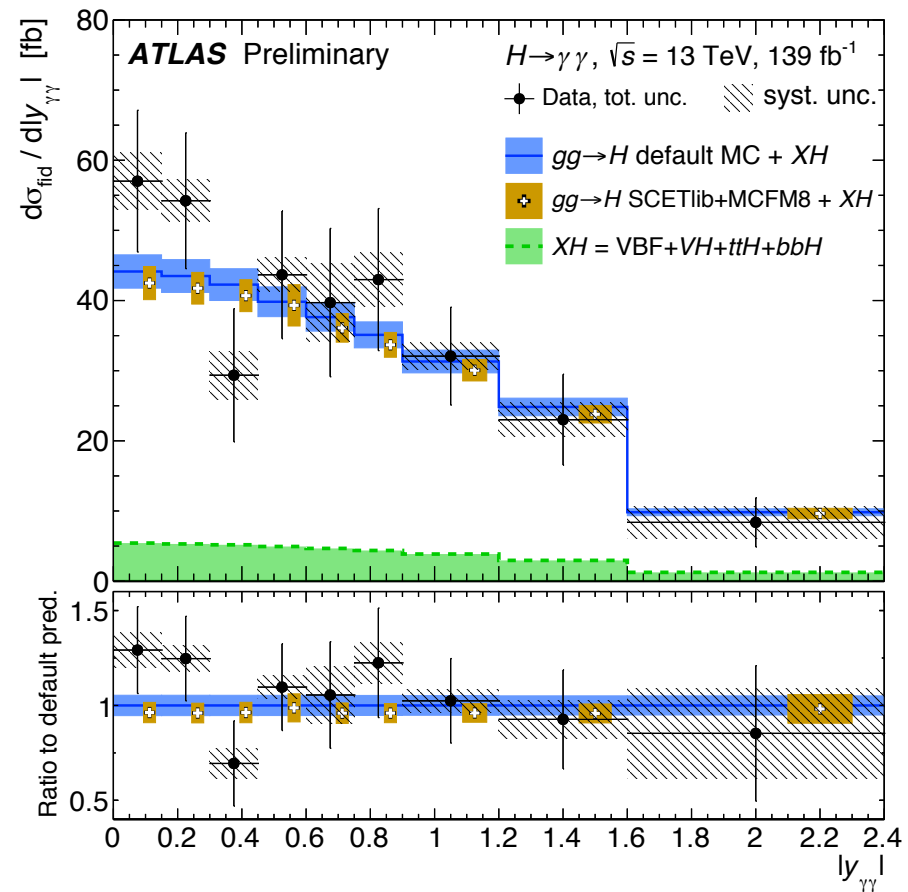 ATLAS Preliminary
H→γγ, √s = 13 TeV, 139 fb⁻¹
Data, tot. unc. syst. unc.
gg→H default MC + XH
gg→H SCETlib+MCFM8 + XH
XH = VBF+VH+ttH+bbH
dσ_fid / d|y_γγ| [fb]
80
60
40
20
0
Ratio to default pred.
1.5
1
0.5
0 0.2 0.4 0.6 0.8 1 1.2 1.4 1.6 1.8 2 2.2 2.4
|y_γγ|